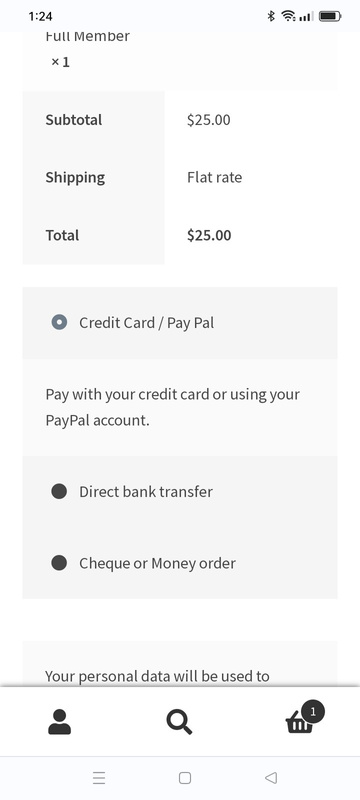 1:24
Full Member
× 1
Subtotal $25.00
Shipping Flat rate
Total $25.00
Credit Card / Pay Pal
Pay with your credit card or using your
PayPal account.
Direct bank transfer
Cheque or Money order
Your personal data will be used to
1